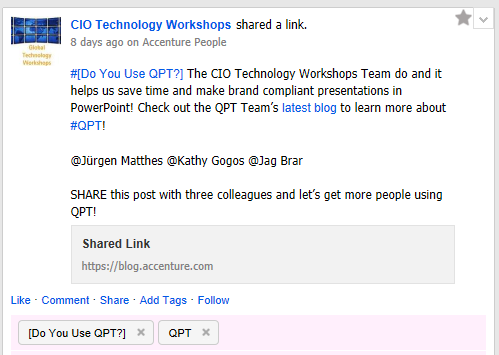 CIO Technology Workshops shared a link.
8 days ago on Accenture People
Global
Technology
Workshops
#[Do You Use QPT?] The CIO Technology Workshops Team do and it
helps us save time and make brand compliant presentations in
PowerPoint! Check out the QPT Team's latest blog to learn more about
#QPT!
@Jürgen Matthes @Kathy Gogos @Jag Brar
SHARE this post with three colleagues and let's get more people using
QPT!
Shared Link
https://blog.accenture.com
Like · Comment · Share · Add Tags · Follow
[Do You Use QPT?] ✖ QPT ✖